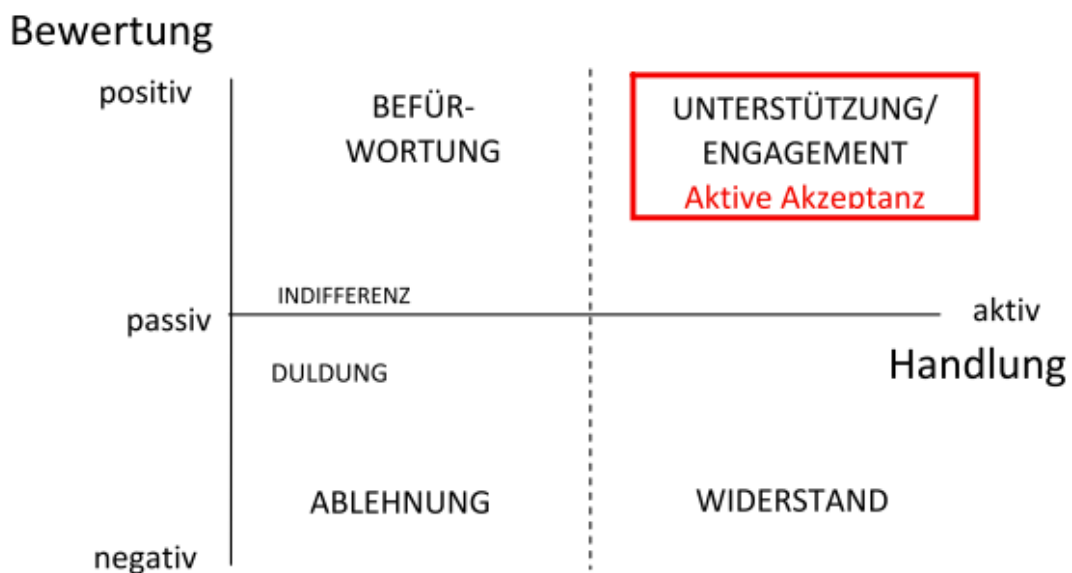 Bewertung
positiv
BEFÜR-
WORTUNG
UNTERSTÜTZUNG/
ENGAGEMENT
Aktive Akzeptanz
INDIFFERENZ
passiv
aktiv
Handlung
DULDUNG
ABLEHNUNG
WIDERSTAND
negativ